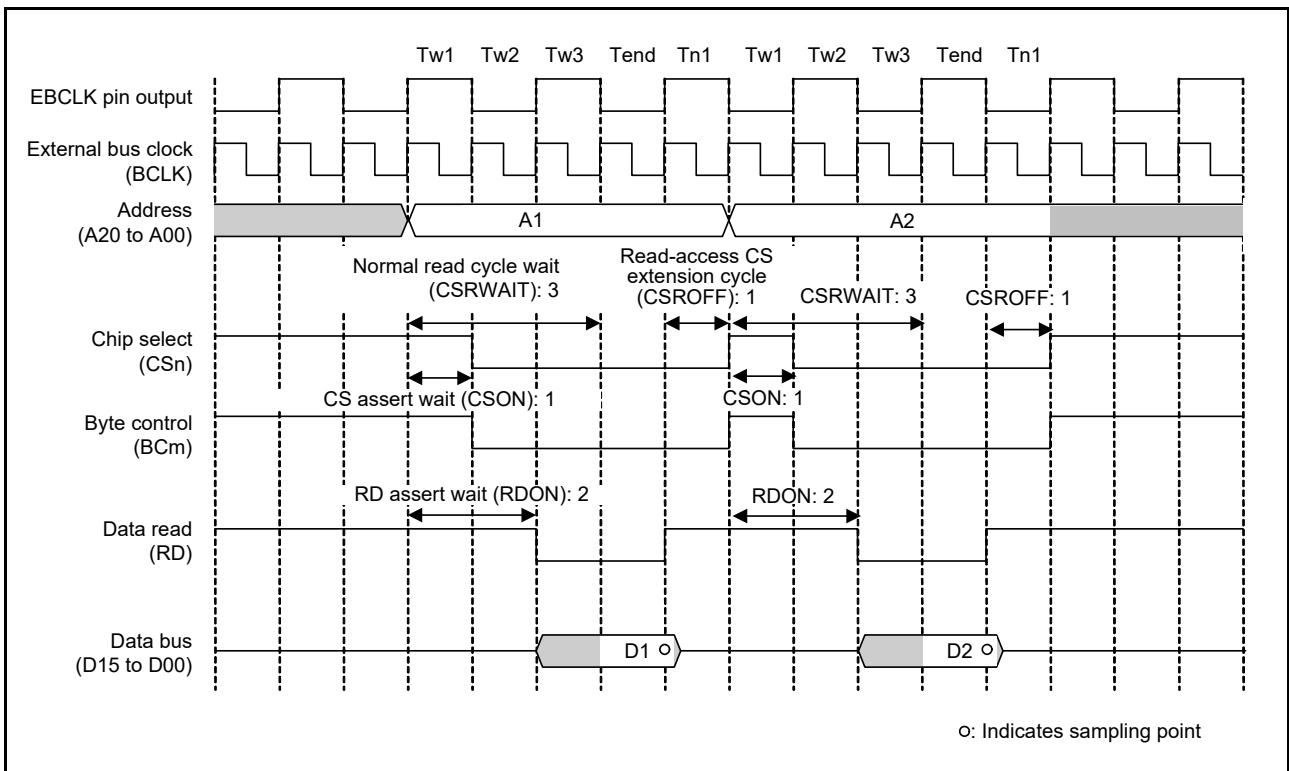 Tw1 Tw2 Tw3 Tend Tn1 Tw1 Tw2 Tw3 Tend Tn1
EBCLK pin output
External bus clock
(BCLK)
Address
(A20 to A00)
A1
A2
Normal read cycle wait
(CSRWAIT): 3
Read-access CS
extension cycle
(CSROFF): 1
CSRWAIT: 3
CSROFF: 1
Chip select
(CSn)
CS assert wait (CSON): 1
CSON: 1
Byte control
(BCm)
RD assert wait (RDON): 2
RDON: 2
Data read
(RD)
Data bus
(D15 to D00)
D1
D2
: Indicates sampling point